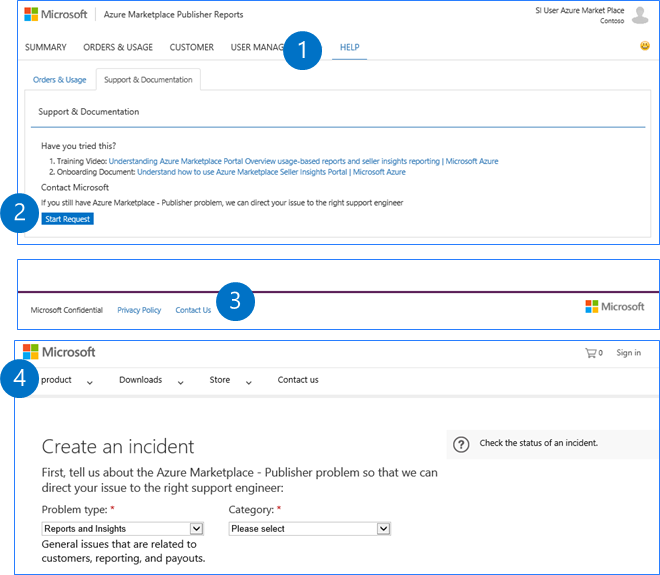 Microsoft Azure Marketplace Publisher Reports
SI User Azure Market Place
Contoso
SUMMARY ORDERS & USAGE CUSTOMER USER MANAG 1 HELP
Orders & Usage Support & Documentation
Support & Documentation
Have you tried this?
1. Training Video: Understanding Azure Marketplace Portal Overview usage-based reports and seller insights reporting | Microsoft Azure
2. Onboarding Document: Understand how to use Azure Marketplace Seller Insights Portal | Microsoft Azure
Contact Microsoft
2
If you still have Azure Marketplace - Publisher problem, we can direct your issue to the right support engineer
Start Request
Microsoft Confidential Privacy Policy Contact Us 3 Microsoft
Microsoft 0 Sign in
4 product Downloads Store Contact us
Create an incident
? Check the status of an incident.
First, tell us about the Azure Marketplace - Publisher problem so that we can
direct your issue to the right support engineer:
Problem type: * Category: *
Reports and Insights Please select
General issues that are related to
customers, reporting, and payouts.